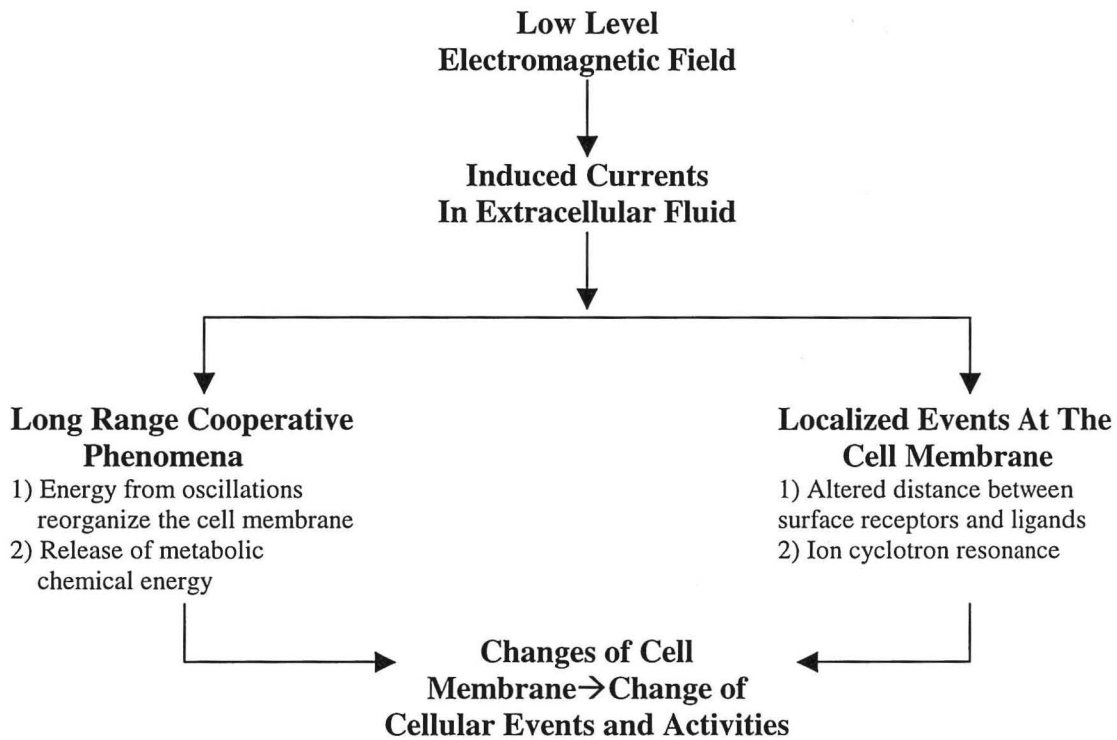 Low Level
Electromagnetic Field
Induced Currents
In Extracellular Fluid
Long Range Cooperative
Phenomena
1) Energy from oscillations
reorganize the cell membrane
2) Release of metabolic
chemical energy
Localized Events At The
Cell Membrane
1) Altered distance between
surface receptors and ligands
2) Ion cyclotron resonance
Changes of Cell
Membrane→Change of
Cellular Events and Activities